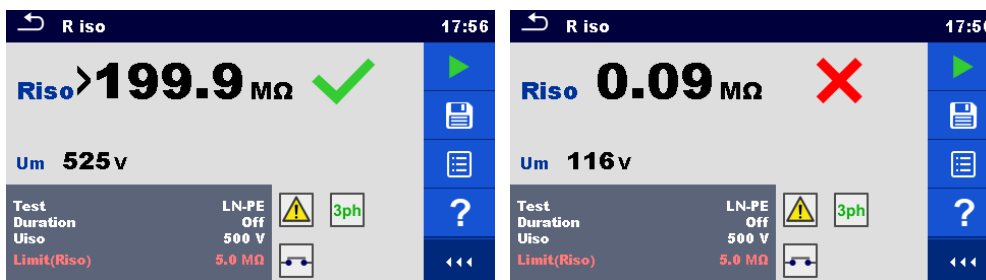 R iso 17:56
Riso >199.9 MΩ
Um 525 V
Test LN-PE
Duration Off
Uiso 500 V
Limit(Riso) 5.0 MΩ
3ph
?
R iso 17:56
Riso 0.09 MΩ
Um 116 V
Test LN-PE
Duration Off
Uiso 500 V
Limit(Riso) 5.0 MΩ
3ph
?